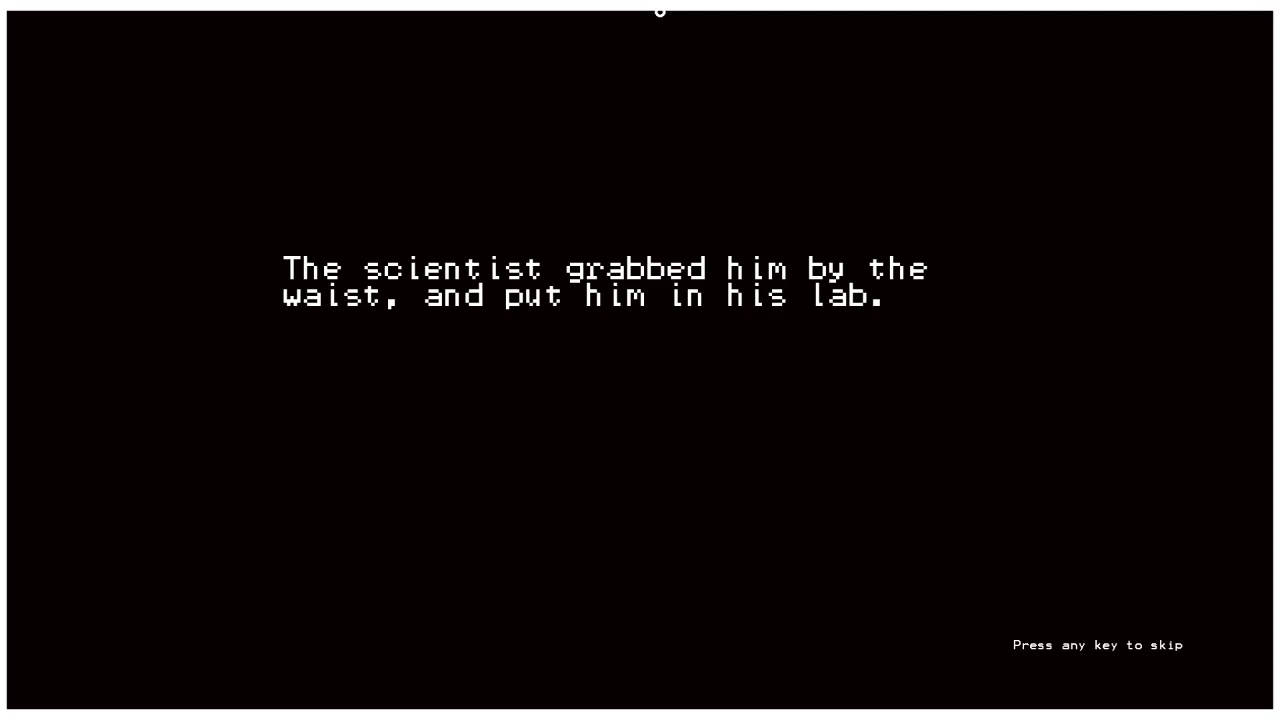 The scientist grabbed him by the
waist, and put him in his lab.
Press any key to skip